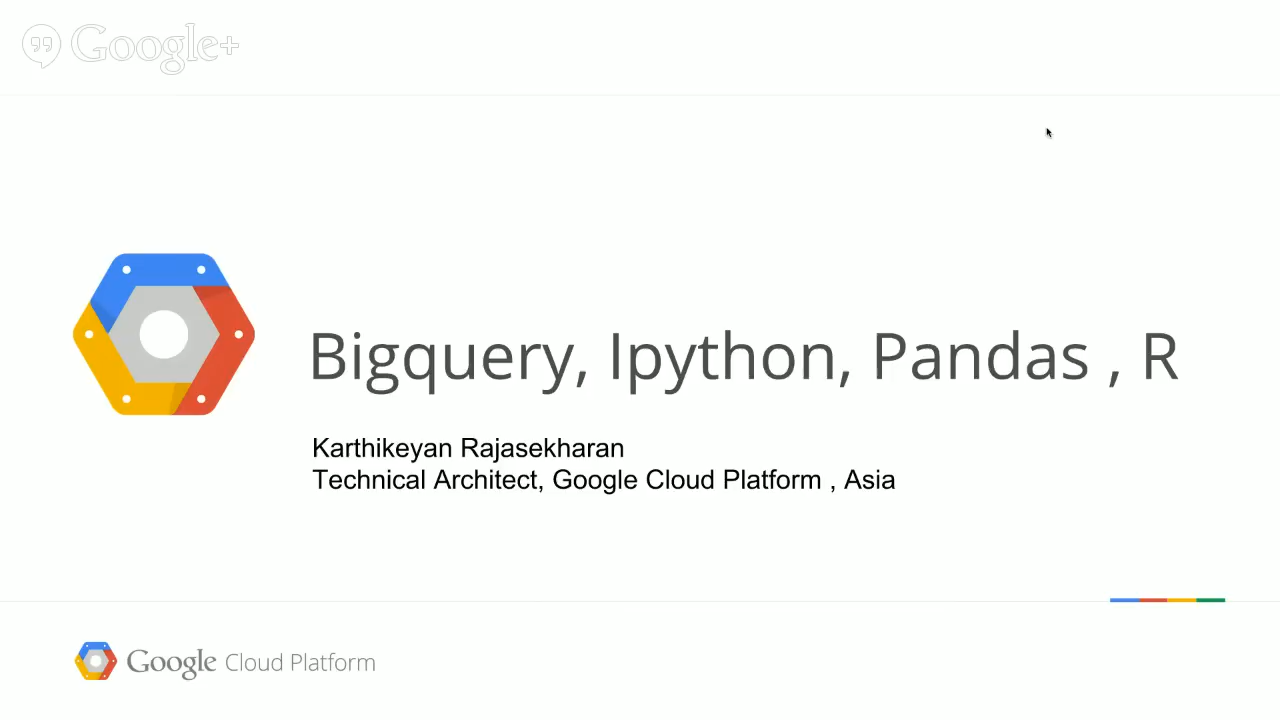 Google+
Bigquery, Ipython, Pandas , R
Karthikeyan Rajasekharan
Technical Architect, Google Cloud Platform , Asia
Google Cloud Platform